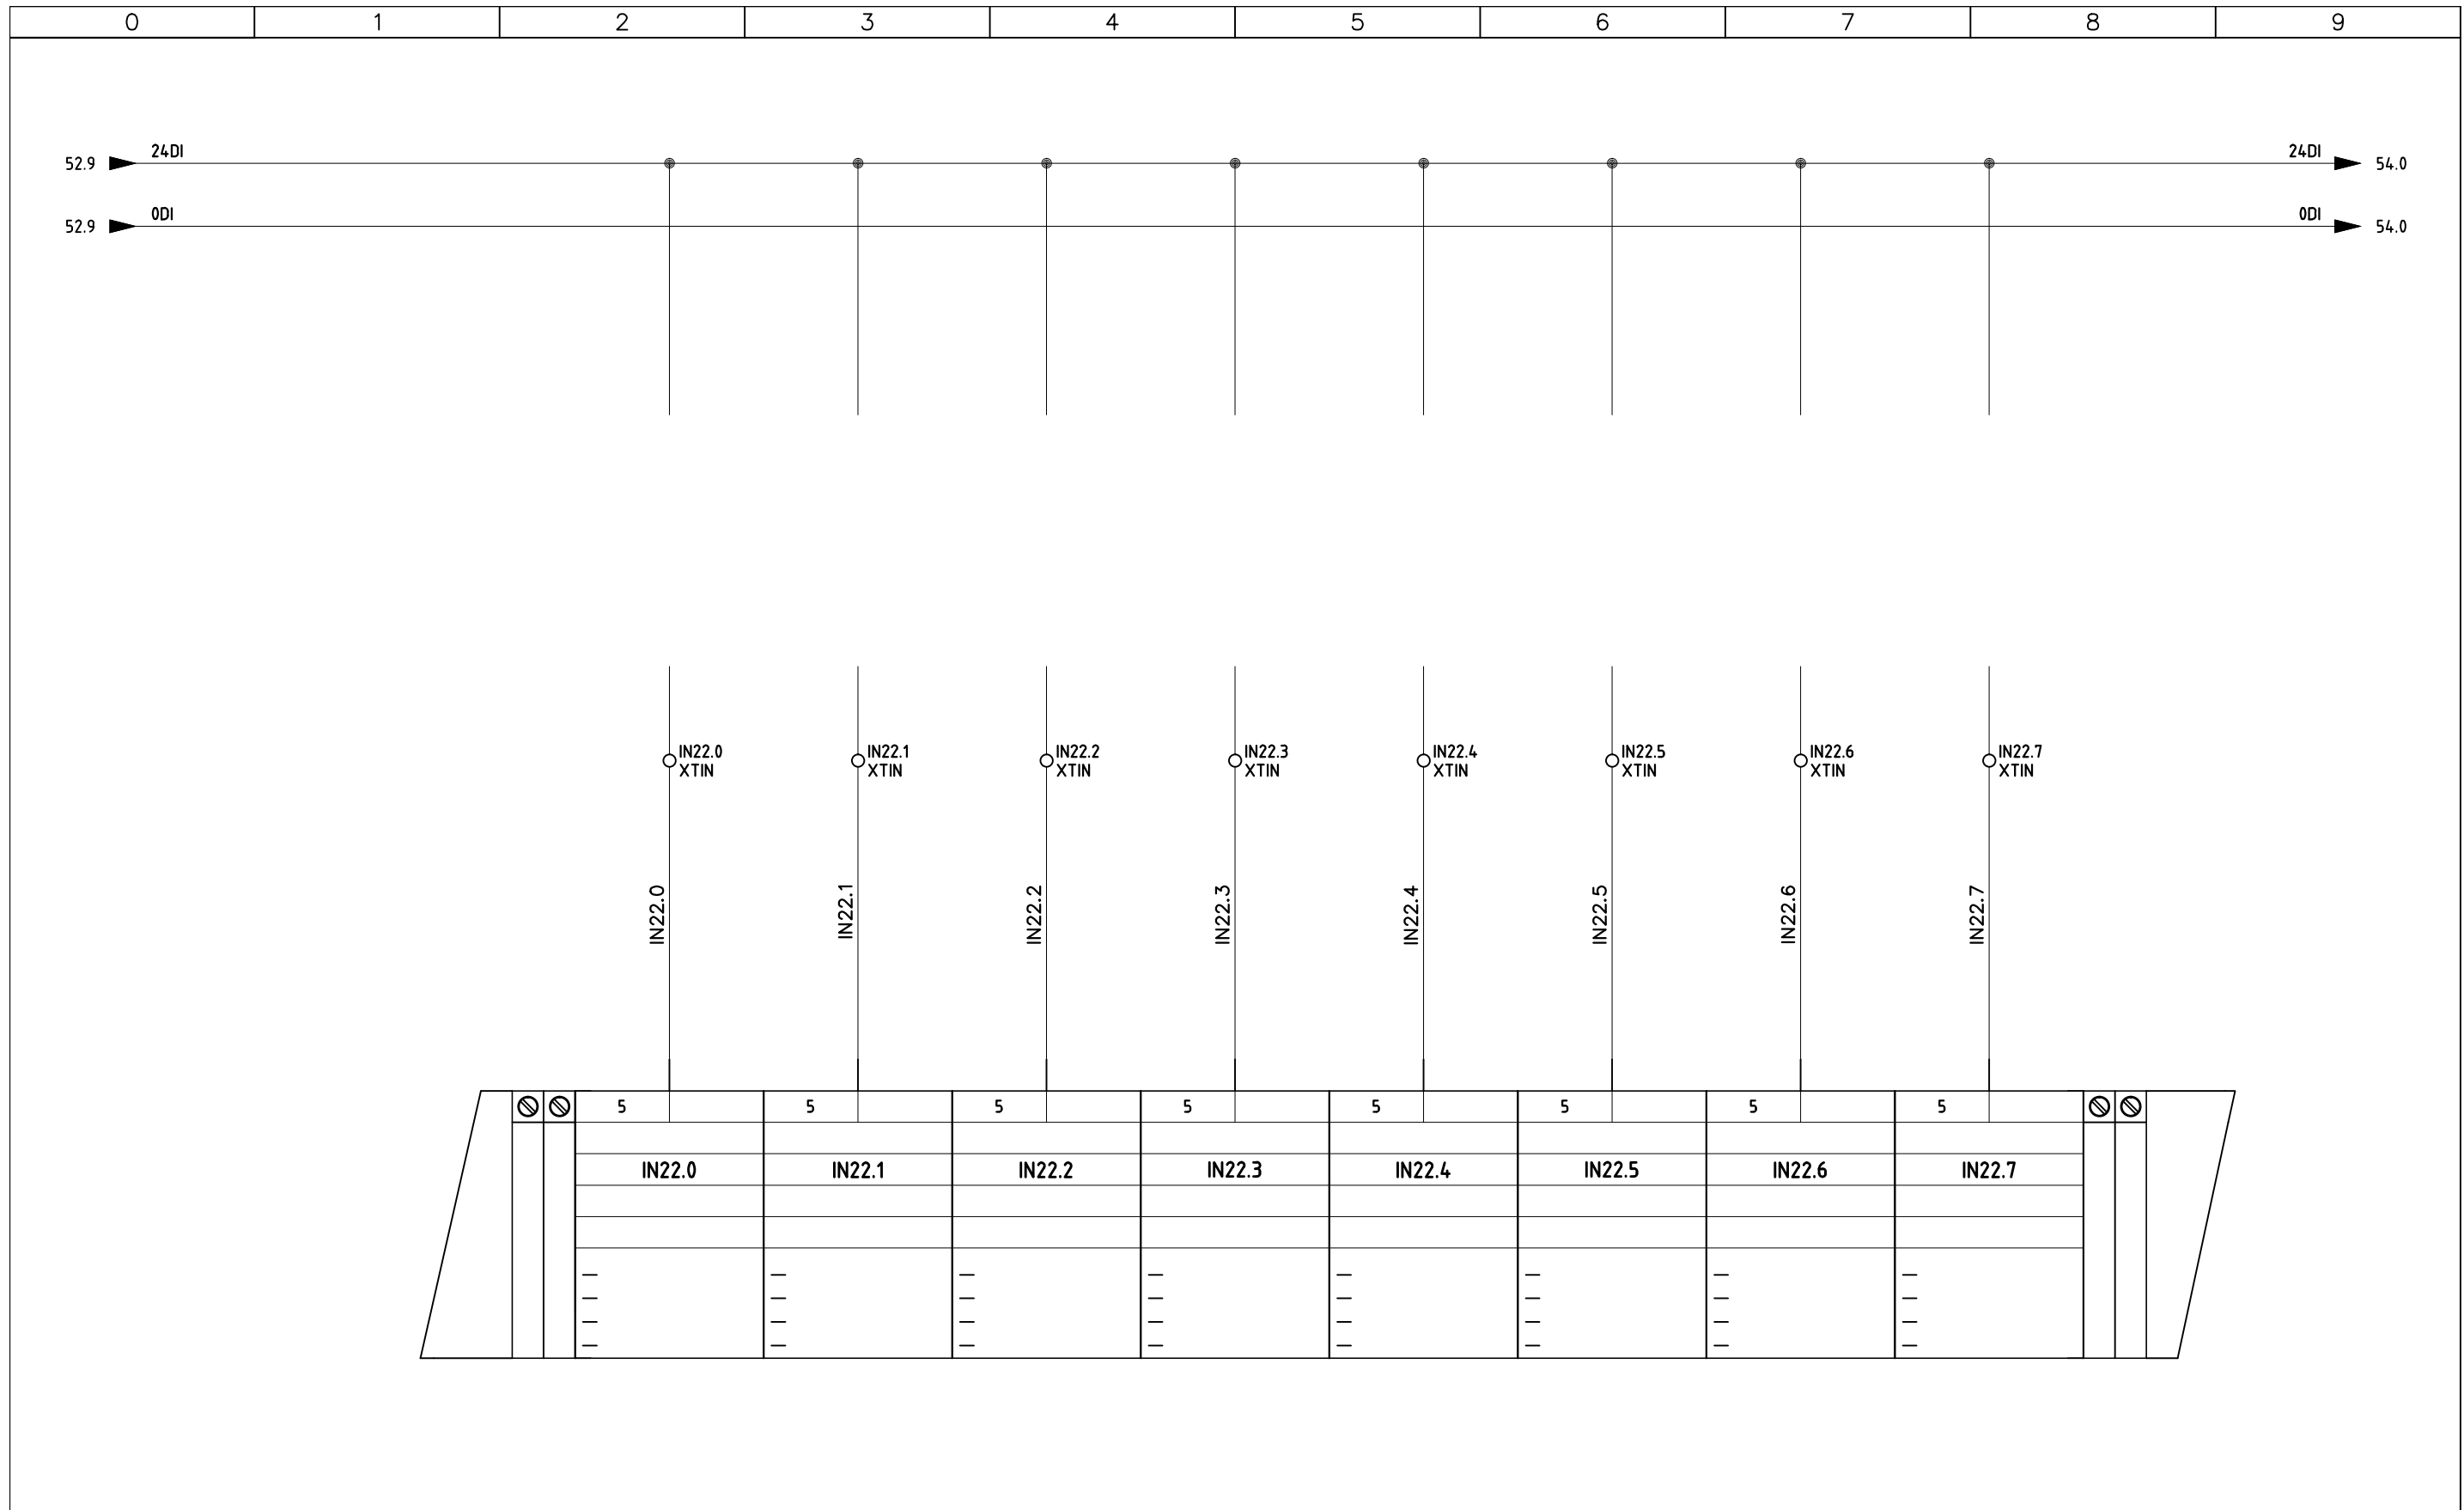 0 1 2 3 4 5 6 7 8 9
52.9 24DI 24DI 54.0
52.9 0DI 0DI 54.0
IN22.0 IN22.1 IN22.2 IN22.3 IN22.4 IN22.5 IN22.6 IN22.7
XTIN XTIN XTIN XTIN XTIN XTIN XTIN XTIN
IN22.0 IN22.1 IN22.2 IN22.3 IN22.4 IN22.5 IN22.6 IN22.7
5 5 5 5 5 5 5 5
IN22.0 IN22.1 IN22.2 IN22.3 IN22.4 IN22.5 IN22.6 IN22.7